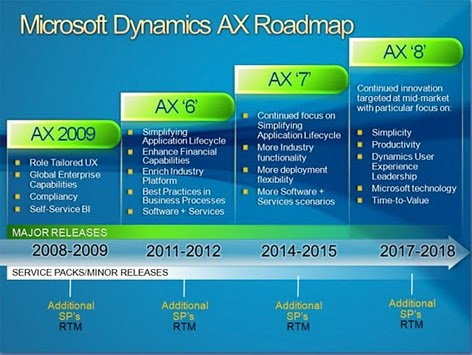 Microsoft Dynamics AX Roadmap
AX 2009
Role Tailored UX
Global Enterprise
Capabilities
Compliancy
Self-Service BI
AX ‘6’
Simplifying
Application Lifecycle
Enhance Financial
Capabilities
Enrich Industry
Platform
Best Practices in
Business Processes
Software + Services
AX ‘7’
Continued focus on
Simplifying
Application Lifecycle
More Industry
functionality
More deployment
flexibility
More Software +
Services scenarios
AX ‘8’
Continued innovation
targeted at mid-market
with particular focus on:
Simplicity
Productivity
Dynamics User
Experience
Leadership
Microsoft technology
Time-to-Value
MAJOR RELEASES
2008-2009
2011-2012
2014-2015
2017-2018
SERVICE PACKS/MINOR RELEASES
Additional
SP's
RTM
Additional
SP's
RTM
Additional
SP's
RTM
Additional
SP's
RTM